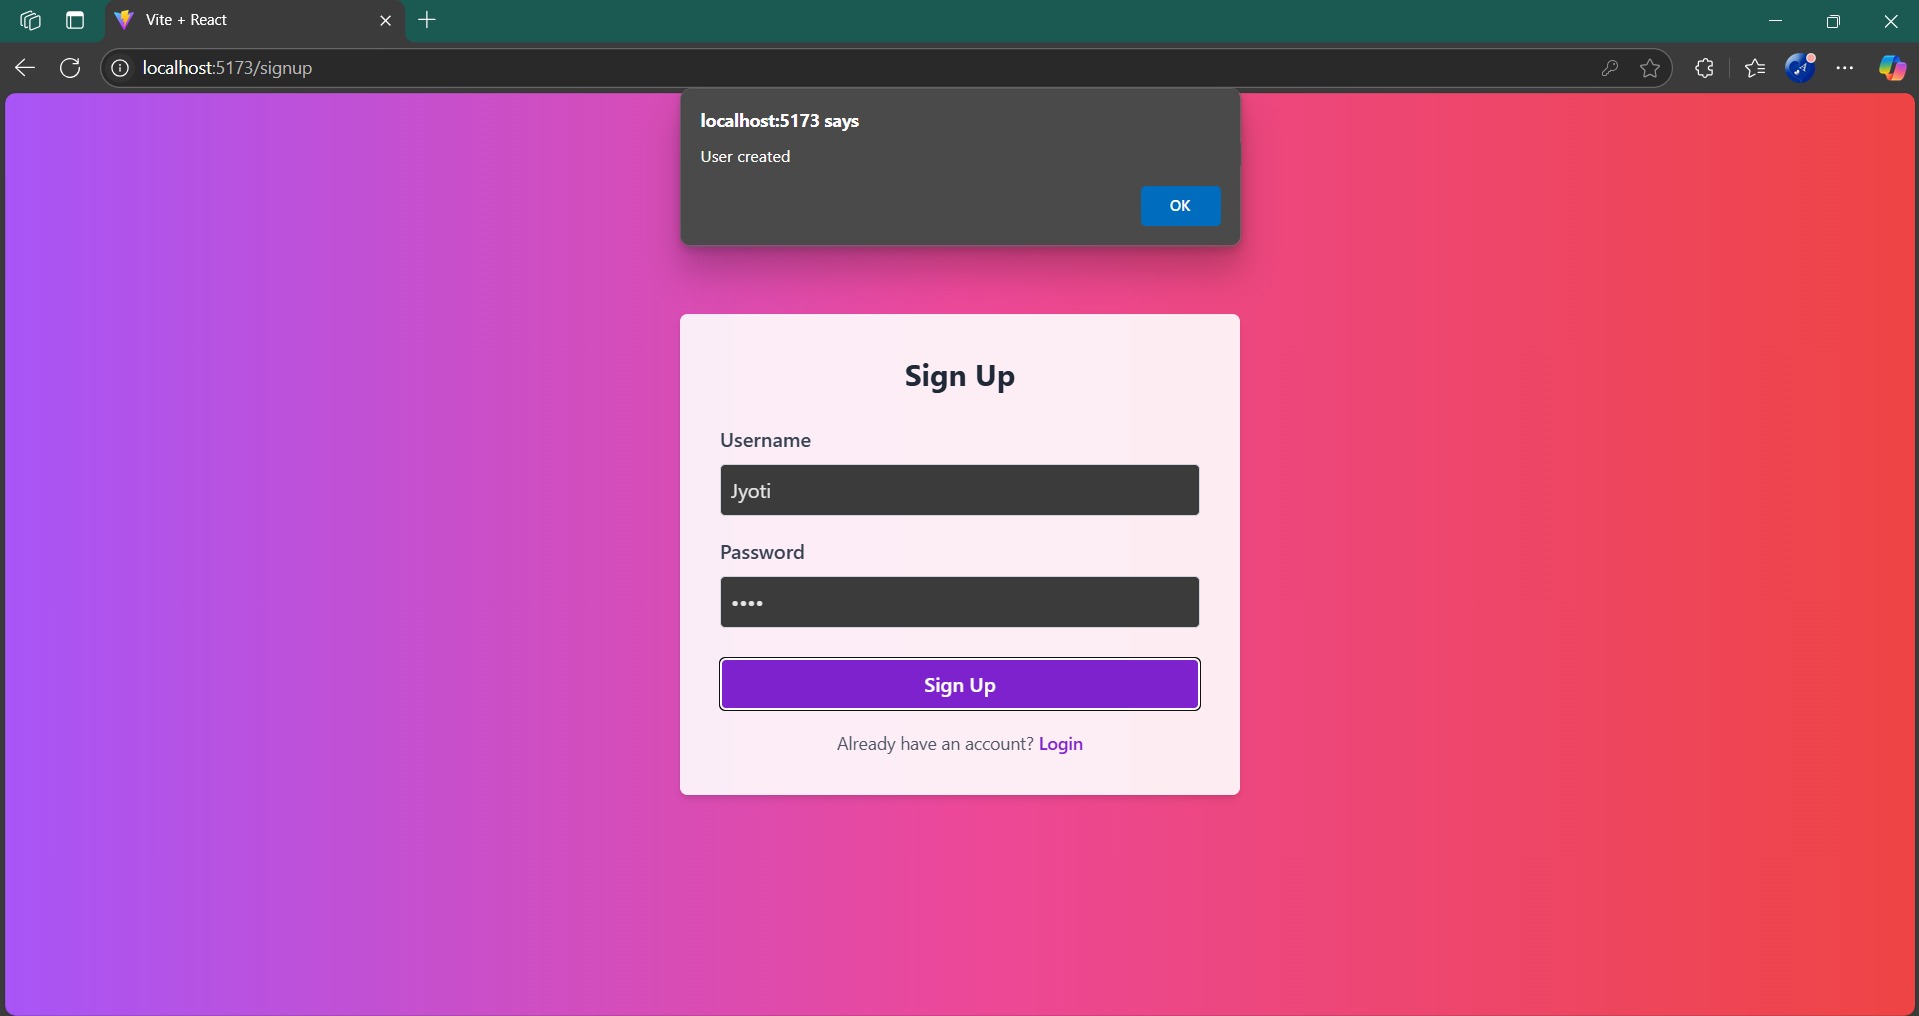 Vite + React
localhost:5173/signup
localhost:5173 says
User created
OK
Sign Up
Username
Jyoti
Password
••••
Sign Up
Already have an account? Login